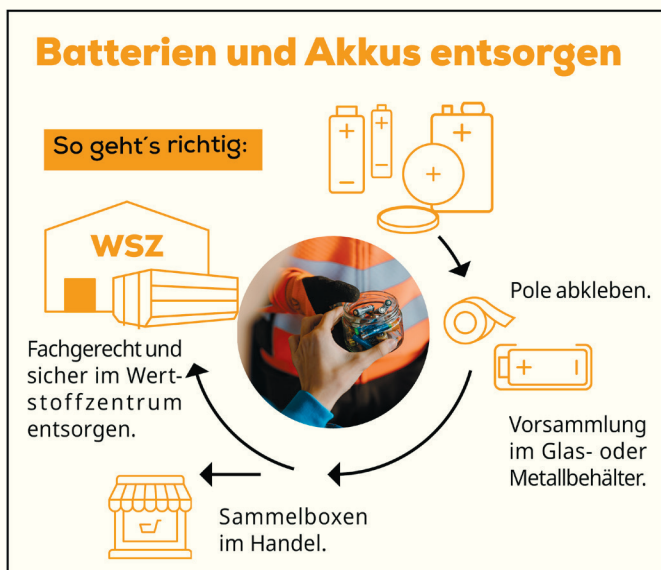 Batterien und Akkus entsorgen
So geht´s richtig:
WSZ
Pole abkleben.
Fachgerecht und
sicher im Wert-
stoffzentrum
entsorgen.
Vorsammlung
im Glas- oder
Metallbehälter.
Sammelboxen
im Handel.